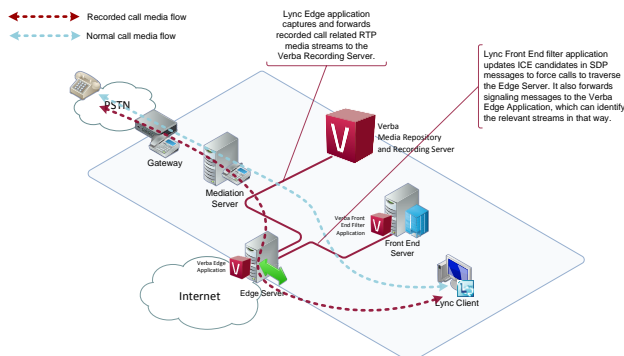 Recorded call media flow
Normal call media flow
Lync Edge application
captures and forwards
recorded call related RTP
media streams to the
Verba Recording Server.
Lync Front End filter application
updates ICE candidates in SDP
messages to force calls to traverse
the Edge Server. It also forwards
signaling messages to the Verba
Edge Application, which can identify
the relevant streams in that way.
PSTN
Gateway
Mediation
Server
V
Verba
Media Repository
and Recording Server
Verba Front
End Filter
Application
V
Front End
Server
Verba Edge
Application
V
Edge Server
Internet
Lync Client